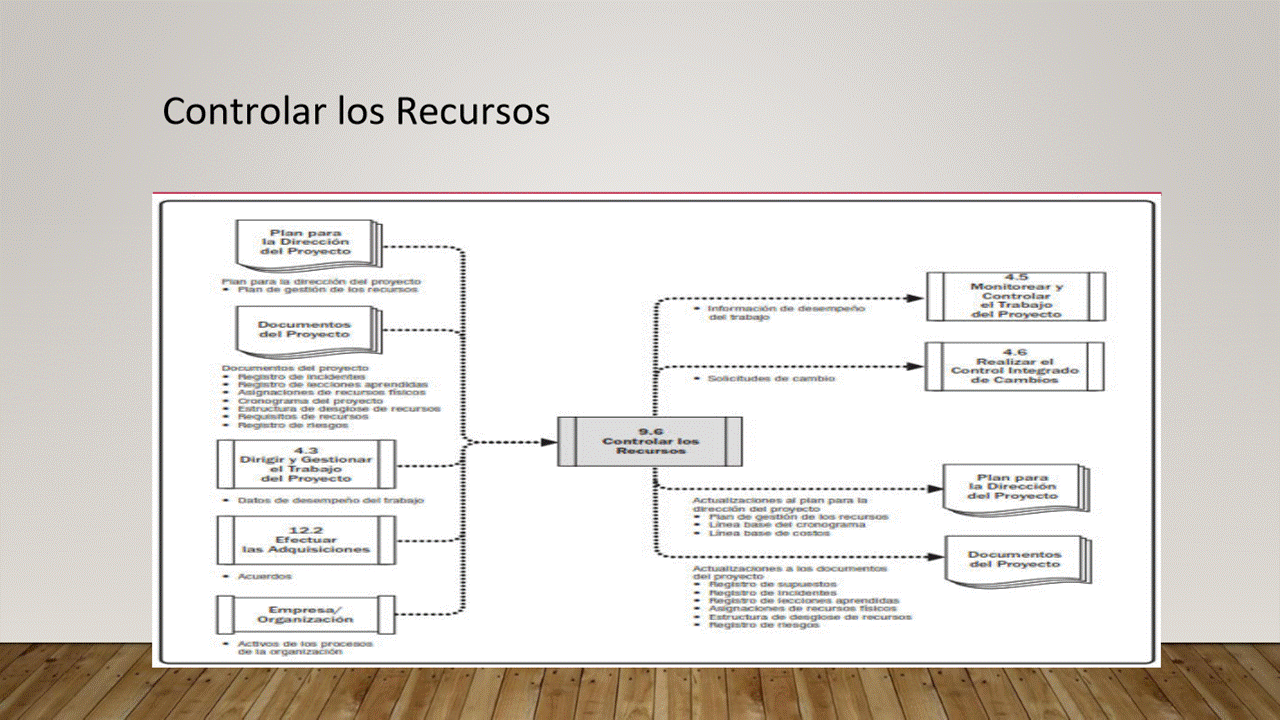 Controlar los Recursos
Plan para
la Dirección
del Proyecto
Plan para la dirección del proyecto
• Plan de gestión de los recursos
Documentos
del Proyecto
Documentos del proyecto
• Registro de incidentes
• Registro de lecciones aprendidas
• Asignaciones de recursos físicos
• Cronograma del proyecto
• Estructura de desglose de recursos
• Requisitos de recursos
• Registro de riesgos
4.3
Dirigir y Gestionar
el Trabajo
del Proyecto
• Datos de desempeño del trabajo
12.2
Efectuar
las Adquisiciones
• Acuerdos
Empresa/
Organización
• Activos de los procesos
de la organización
9.6
Controlar los
Recursos
• Información de desempeño
del trabajo
4.5
Monitorear y
Controlar
el Trabajo
del Proyecto
• Solicitudes de cambio
4.6
Realizar el
Control Integrado
de Cambios
Actualizaciones al plan para la
dirección del proyecto
• Plan de gestión de los recursos
• Línea base del cronograma
• Línea base de costos
Plan para
la Dirección
del Proyecto
Actualizaciones a los documentos
del proyecto
• Registro de supuestos
• Registro de incidentes
• Registro de lecciones aprendidas
• Asignaciones de recursos físicos
• Estructura de desglose de recursos
• Registro de riesgos
Documentos
del Proyecto